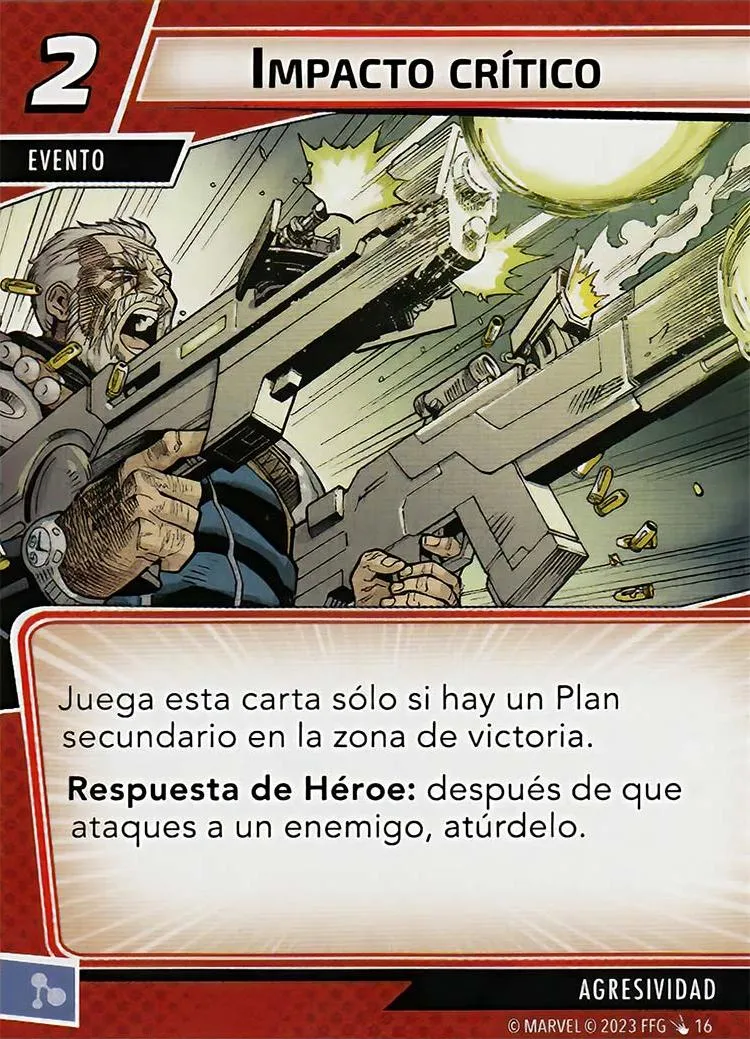 2
IMPACTO CRÍTICO
EVENTO
Juega esta carta sólo si hay un Plan
secundario en la zona de victoria.
Respuesta de Héroe: después de que
ataques a un enemigo, atúrdelo.
AGRESIVIDAD
© MARVEL © 2023 FFG 16